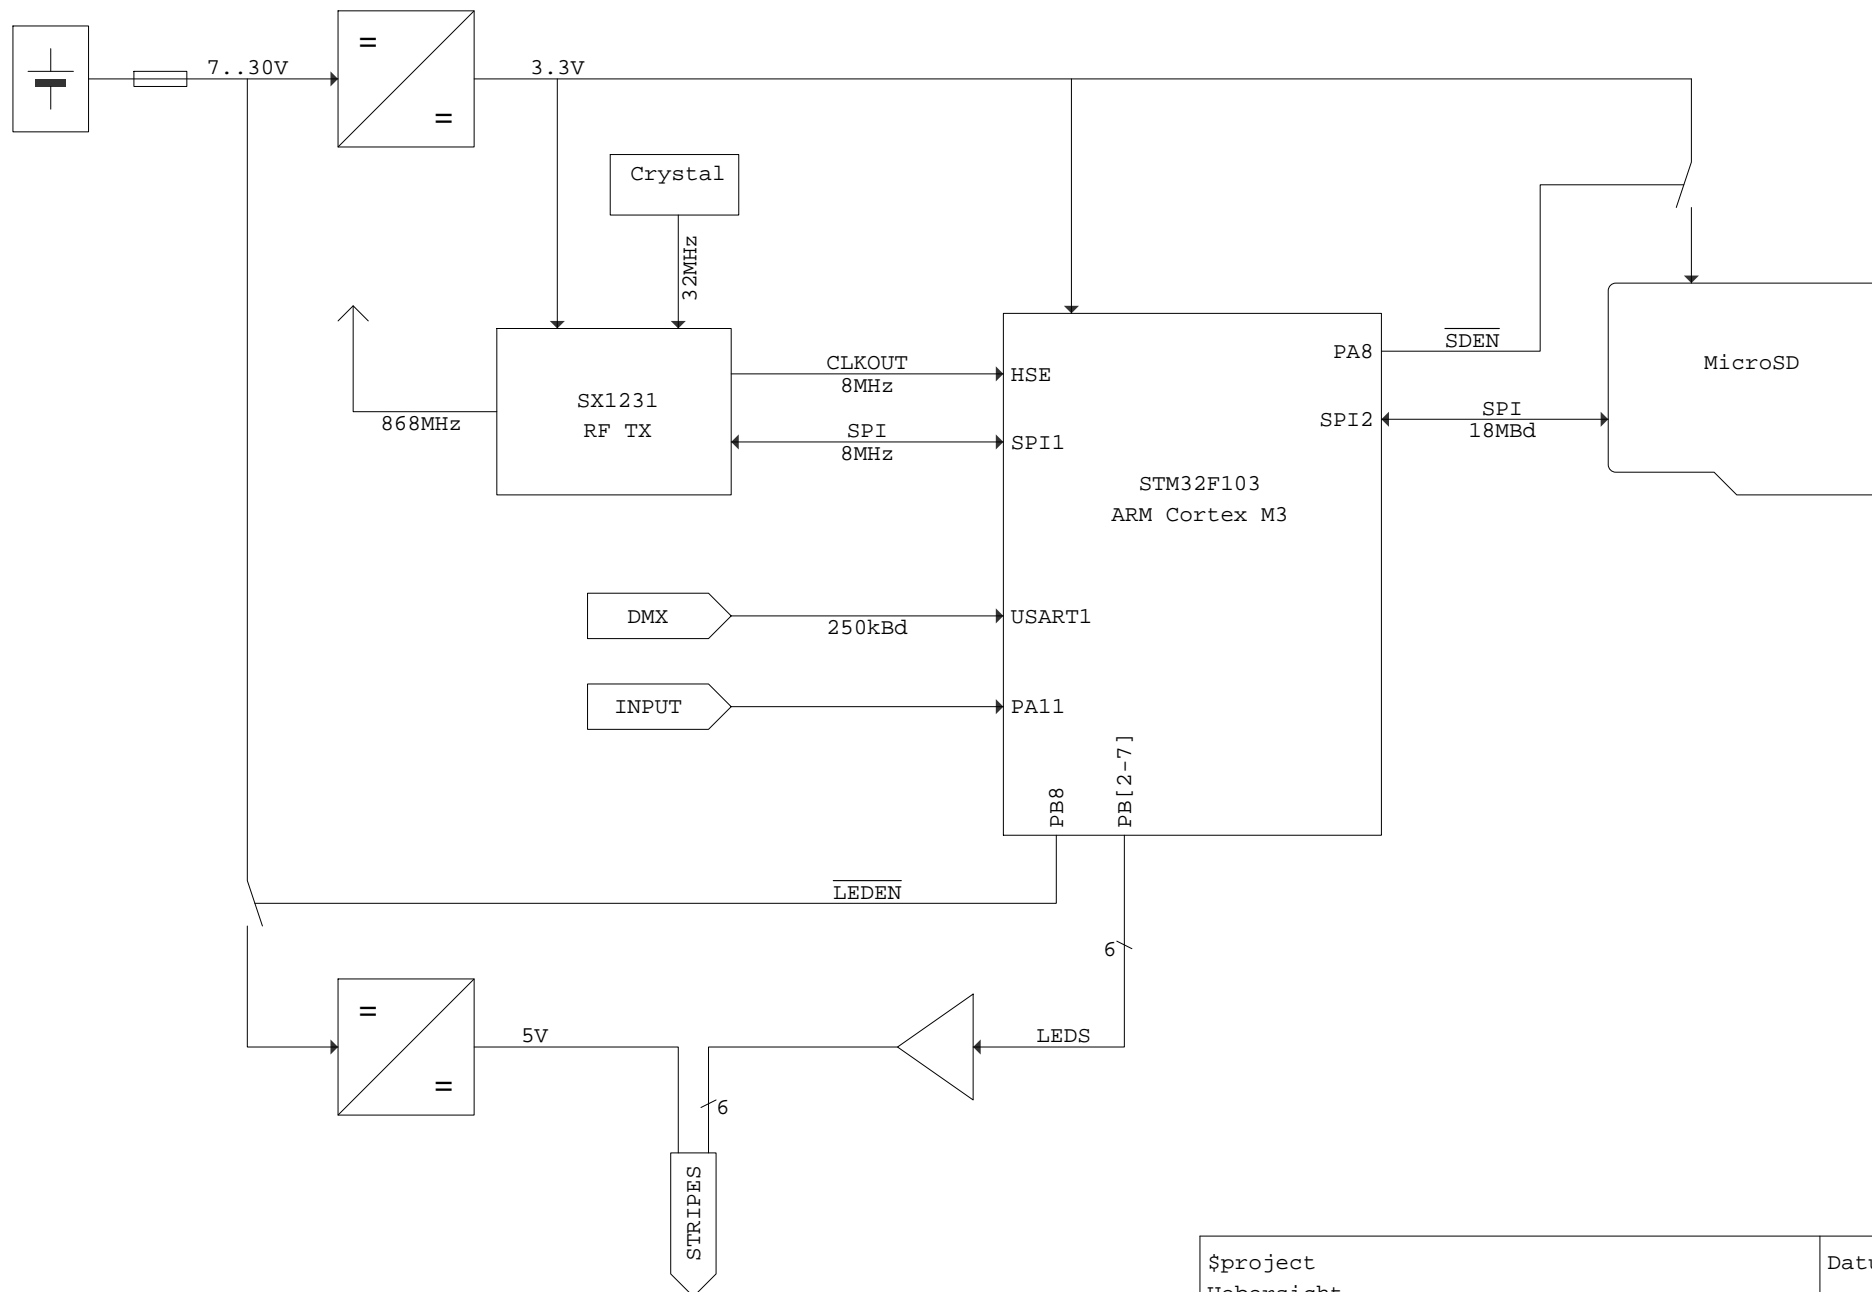 =
7..30V
3.3V
=
Crystal
32MHz
868MHz
SX1231
RF TX
CLKOUT
8MHz
SPI
8MHz
HSE
SPI1
PA8
SDEN
SPI2
SPI
18MBd
MicroSD
STM32F103
ARM Cortex M3
DMX
250kBd
USART1
INPUT
PA11
PB8
PB[2-7]
LEDEN
6
=
5V
=
LEDS
6
STRIPES
$project